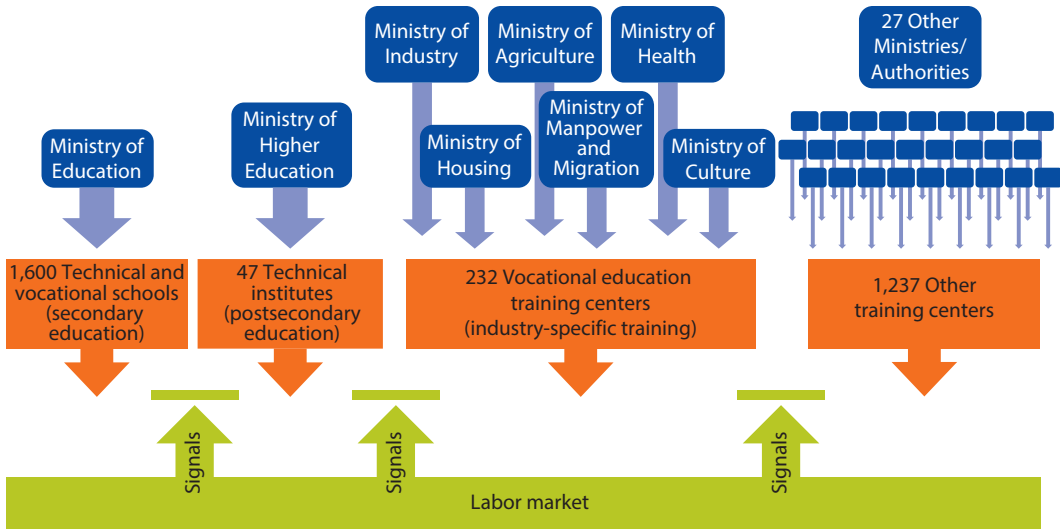 Ministry of
Industry
Ministry of
Agriculture
Ministry of
Health
27 Other
Ministries/
Authorities
Ministry of
Education
Ministry of
Higher
Education
Ministry of
Housing
Ministry of
Manpower
and
Migration
Ministry of
Culture
1,600 Technical and
vocational schools
(secondary
education)
47 Technical
institutes
(postsecondary
education)
232 Vocational education
training centers
(industry-specific training)
1,237 Other
training centers
Signals
Signals
Signals
Labor market